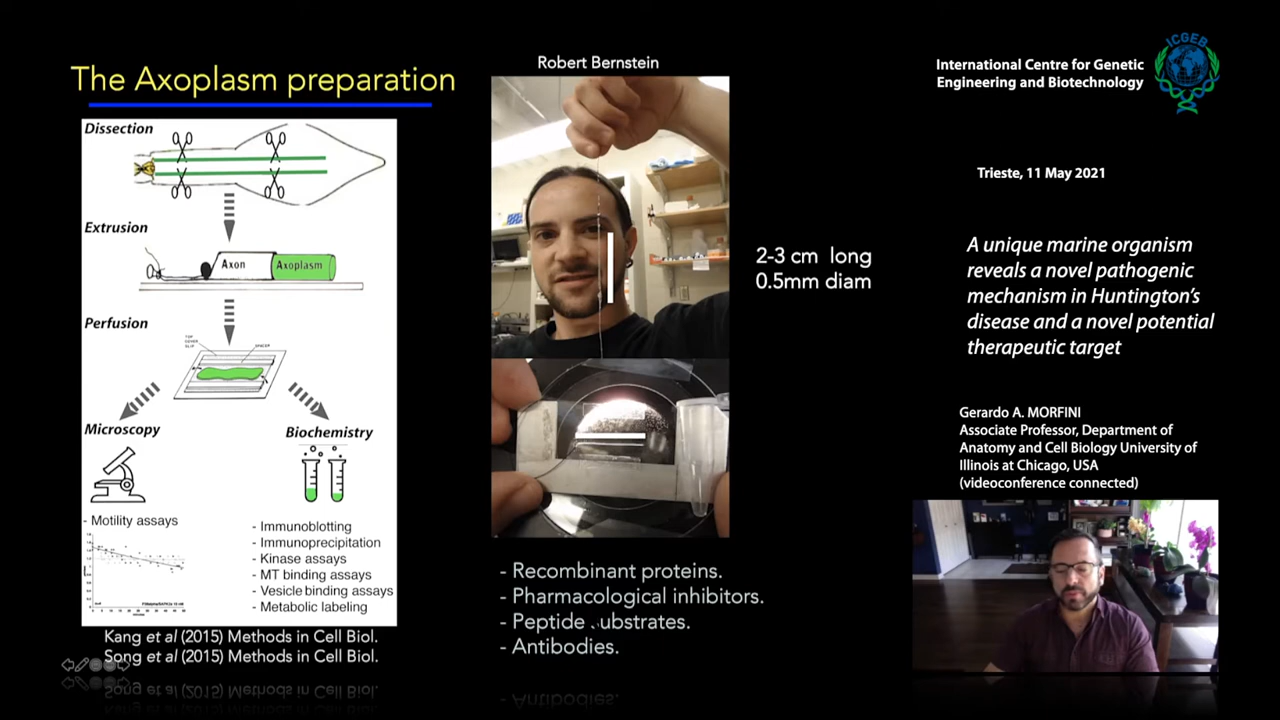 The Axoplasm preparation
Dissection
Extrusion
Axon
Axoplasm
Perfusion
TOP
COVER
SLIP
SPACER
Microscopy
Biochemistry
- Motility assays
- Immunoblotting
- Immunoprecipitation
- Kinase assays
- MT binding assays
- Vesicle binding assays
- Metabolic labeling
Kang et al (2015) Methods in Cell Biol.
Song et al (2015) Methods in Cell Biol.
Robert Bernstein
2-3 cm long
0.5mm diam
- Recombinant proteins.
- Pharmacological inhibitors.
- Peptide substrates.
- Antibodies.
International Centre for Genetic
Engineering and Biotechnology
ICGEB
Trieste, 11 May 2021
A unique marine organism
reveals a novel pathogenic
mechanism in Huntington's
disease and a novel potential
therapeutic target
Gerardo A. MORFINI
Associate Professor, Department of
Anatomy and Cell Biology University of
Illinois at Chicago, USA
(videoconference connected)